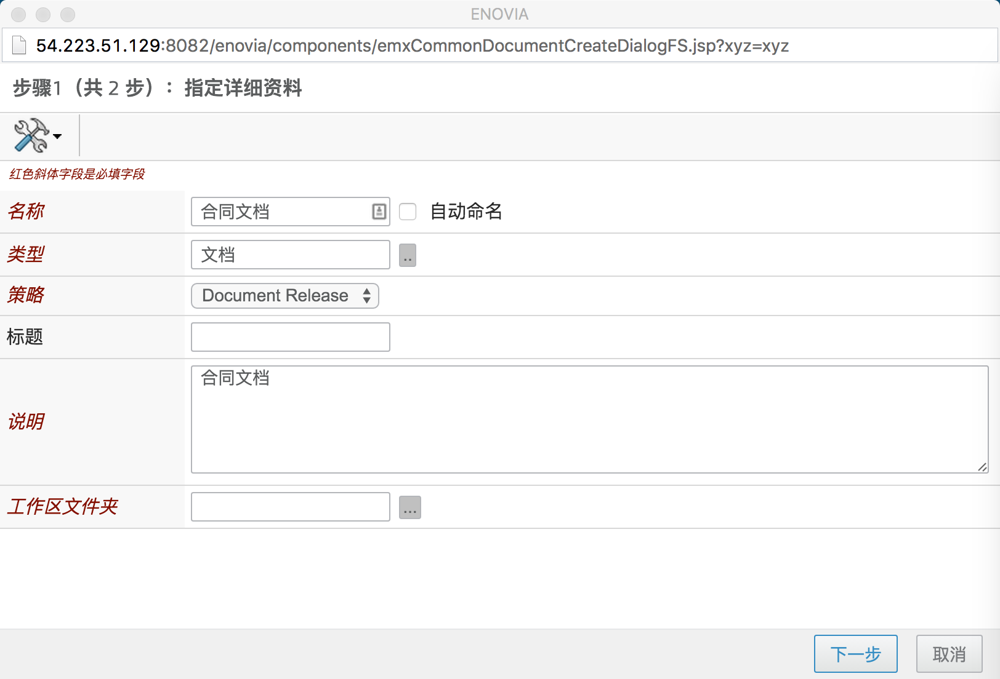 ENOVIA
54.223.51.129:8082/enovia/components/emxCommonDocumentCreateDialogFS.jsp?xyz=xyz
步骤1（共 2 步）：指定详细资料
红色斜体字段是必填字段
名称 合同文档 自动命名
类型 文档 ..
策略 Document Release
标题
说明 合同文档
工作区文件夹 ...
下一步 取消